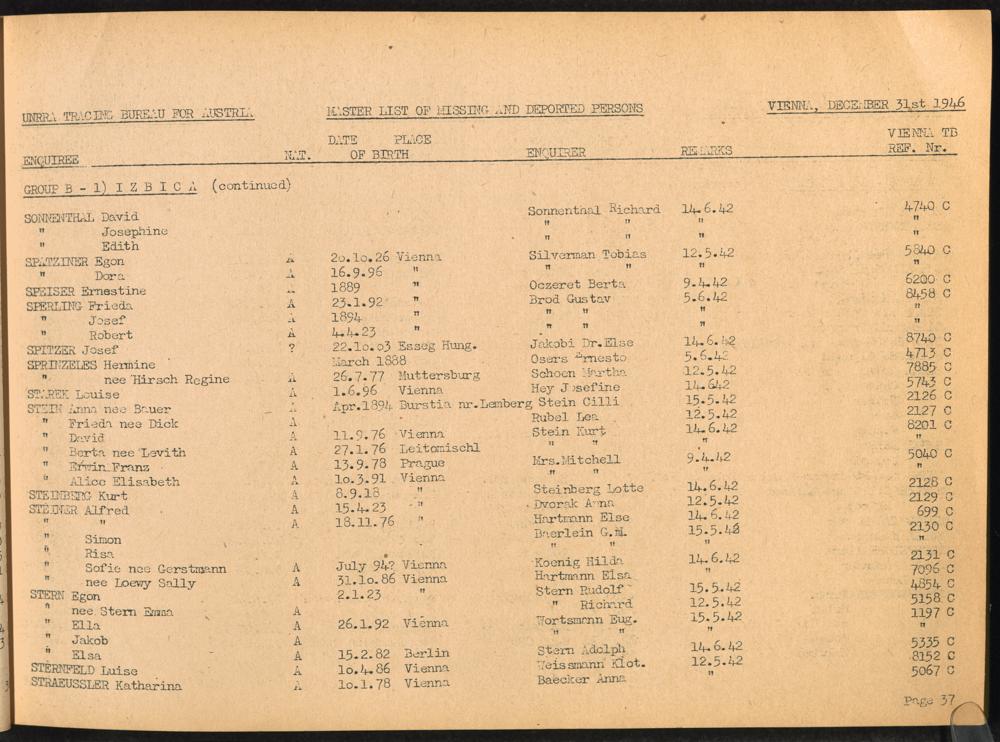 UNRRA TRACING BUREAU FOR AUSTRIA MASTER LIST OF MISSING AND DEPORTED PERSONS VIENNA, DECEMBER 31st 1946
ENQUIREE NAT. DATE PLACE OF BIRTH ENQUIRER REMARKS VIENNA TB REF. Nr.
GROUP B - 1) I Z B I C A (continued)
SONNENTHAL David Sonnenthal Richard 14.6.42 4740 C
" Josephine " " " "
" Edith " " " "
SPATZINER Egon A 20.10.26 Vienna Silverman Tobias 12.5.42 5840 C
" Dora A 16.9.96 " " " " "
SPEISER Ernestine A 1889 " Oczeret Berta 9.4.42 6200 C
SPERLING Frieda A 23.1.92 " Brod Gustav 5.6.42 8458 C
" Josef A 1894 " " " " "
" Robert A 4.4.23 " " " " "
SPITZER Josef ? 22.10.03 Esseg Hung. Jakobi Dr.Else 14.6.42 8740 C
SPRINZELES Hermine March 1888 Osers Ernesto 5.6.42 4713 C
" nee Hirsch Regine A 26.7.77 Muttersburg Schoen Martha 12.5.42 7885 C
STAREK Louise A 1.6.96 Vienna Hey Josefine 14.642 5743 C
STEIN Anna nee Bauer A Apr.1894 Burstia nr.Lemberg Stein Cilli 15.5.42 2126 C
" Frieda nee Dick A Rubel Lea 12.5.42 2127 C
" David A 11.9.76 Vienna Stein Kurt 14.6.42 8201 C
" Berta nee Levith A 27.1.76 Leitomischl " " " "
" Erwin Franz A 13.9.78 Prague Mrs.Mitchell 9.4.42 5040 C
" Alice Elisabeth A 10.3.91 Vienna " " " "
STEINBERG Kurt A 8.9.18 " Steinberg Lotte 14.6.42 2128 C
STEINER Alfred A 15.4.23 Dvorak Anna 12.5.42 2129 C
" " A 18.11.76 " Hartmann Else 14.6.42 699 C
" Simon Baerlein G.M. 15.5.42 2130 C
" Risa " " "
" Sofie nee Gerstmann A July 94? Vienna Koenig Hilda 14.6.42 2131 C
" nee Loewy Sally A 31.10.86 Vienna Hartmann Elsa " 7096 C
STERN Egon A 2.1.23 " Stern Rudolf 15.5.42 4854 C
" nee Stern Emma A " Richard 12.5.42 5158 C
" Ella A 26.1.92 Vienna Wortsmann Eug. 15.5.42 1197 C
" Jakob A " " " "
" Elsa A 15.2.82 Berlin Stern Adolph 14.6.42 5335 C
STERNFELD Luise A 10.4.86 Vienna Weissmann Klot. 12.5.42 8152 C
STRAEUSSLER Katharina A 10.1.78 Vienna Baecker Anna " 5067 C
Page 37